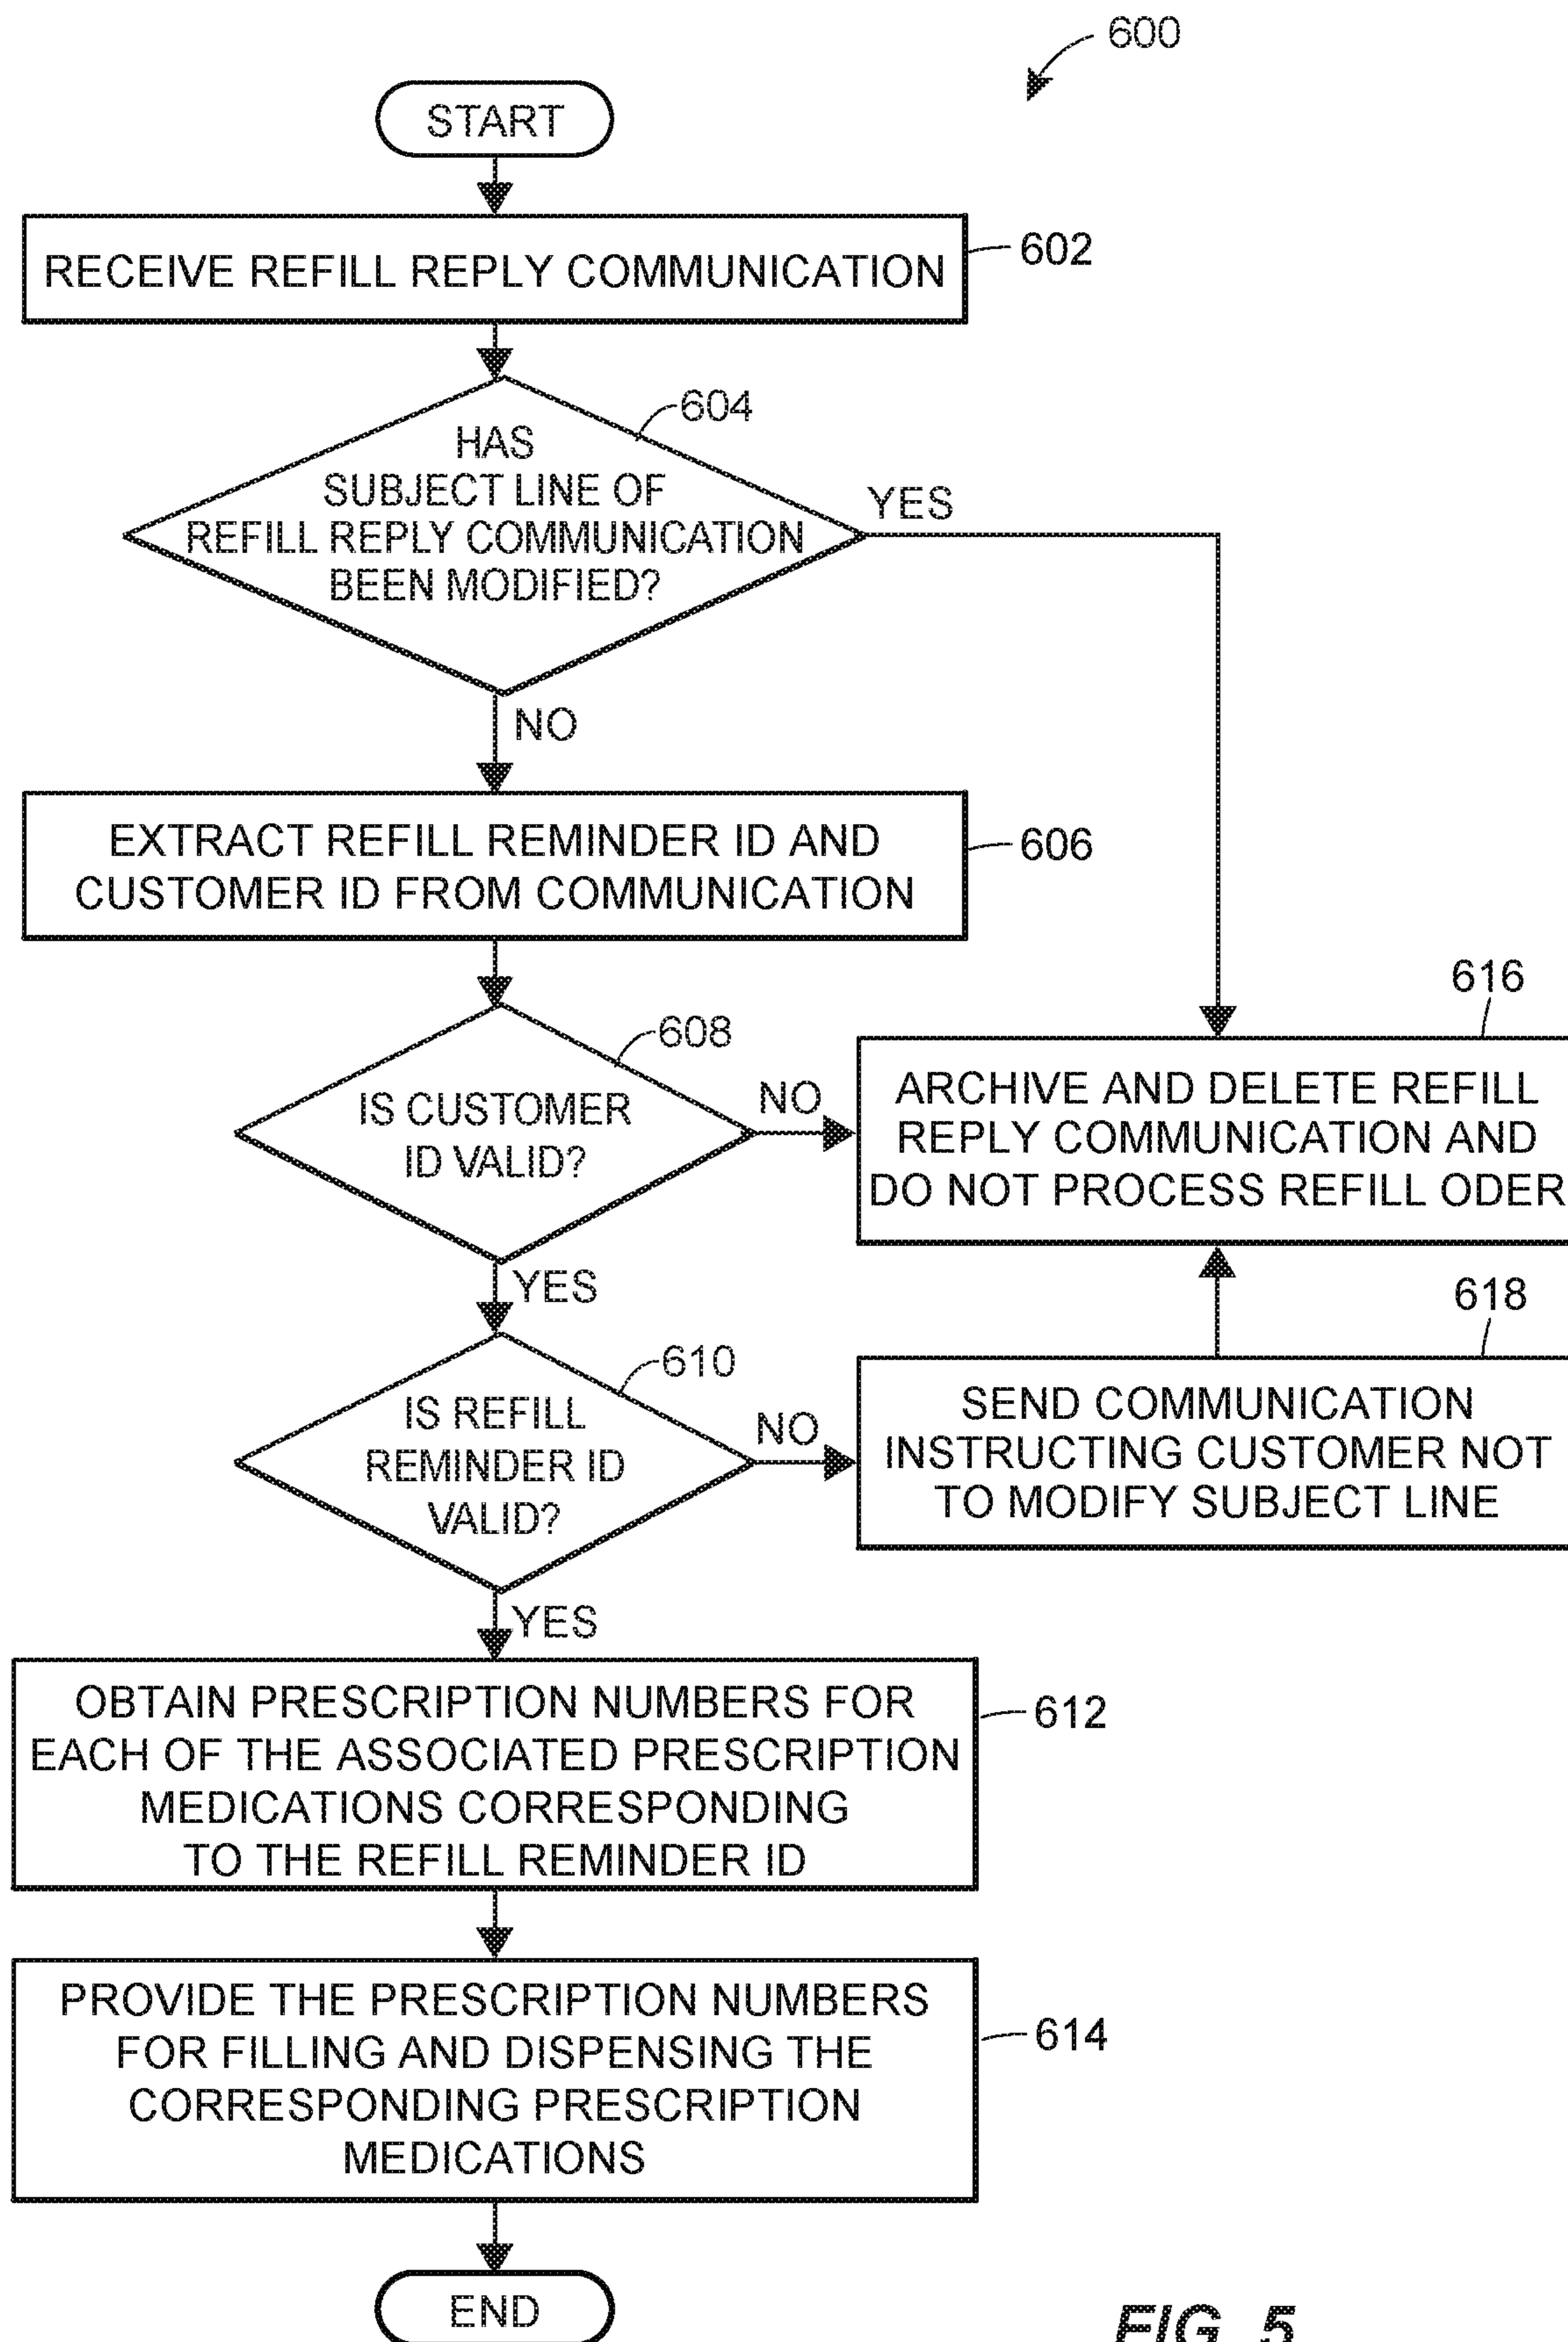 600
START
RECEIVE REFILL REPLY COMMUNICATION
602
604
HAS
SUBJECT LINE OF
REFILL REPLY COMMUNICATION
BEEN MODIFIED?
YES
NO
EXTRACT REFILL REMINDER ID AND
CUSTOMER ID FROM COMMUNICATION
606
608
IS CUSTOMER
ID VALID?
NO
YES
616
ARCHIVE AND DELETE REFILL
REPLY COMMUNICATION AND
DO NOT PROCESS REFILL ODER
610
IS REFILL
REMINDER ID
VALID?
NO
YES
618
SEND COMMUNICATION
INSTRUCTING CUSTOMER NOT
TO MODIFY SUBJECT LINE
OBTAIN PRESCRIPTION NUMBERS FOR
EACH OF THE ASSOCIATED PRESCRIPTION
MEDICATIONS CORRESPONDING
TO THE REFILL REMINDER ID
612
PROVIDE THE PRESCRIPTION NUMBERS
FOR FILLING AND DISPENSING THE
CORRESPONDING PRESCRIPTION
MEDICATIONS
614
END
FIG. 5